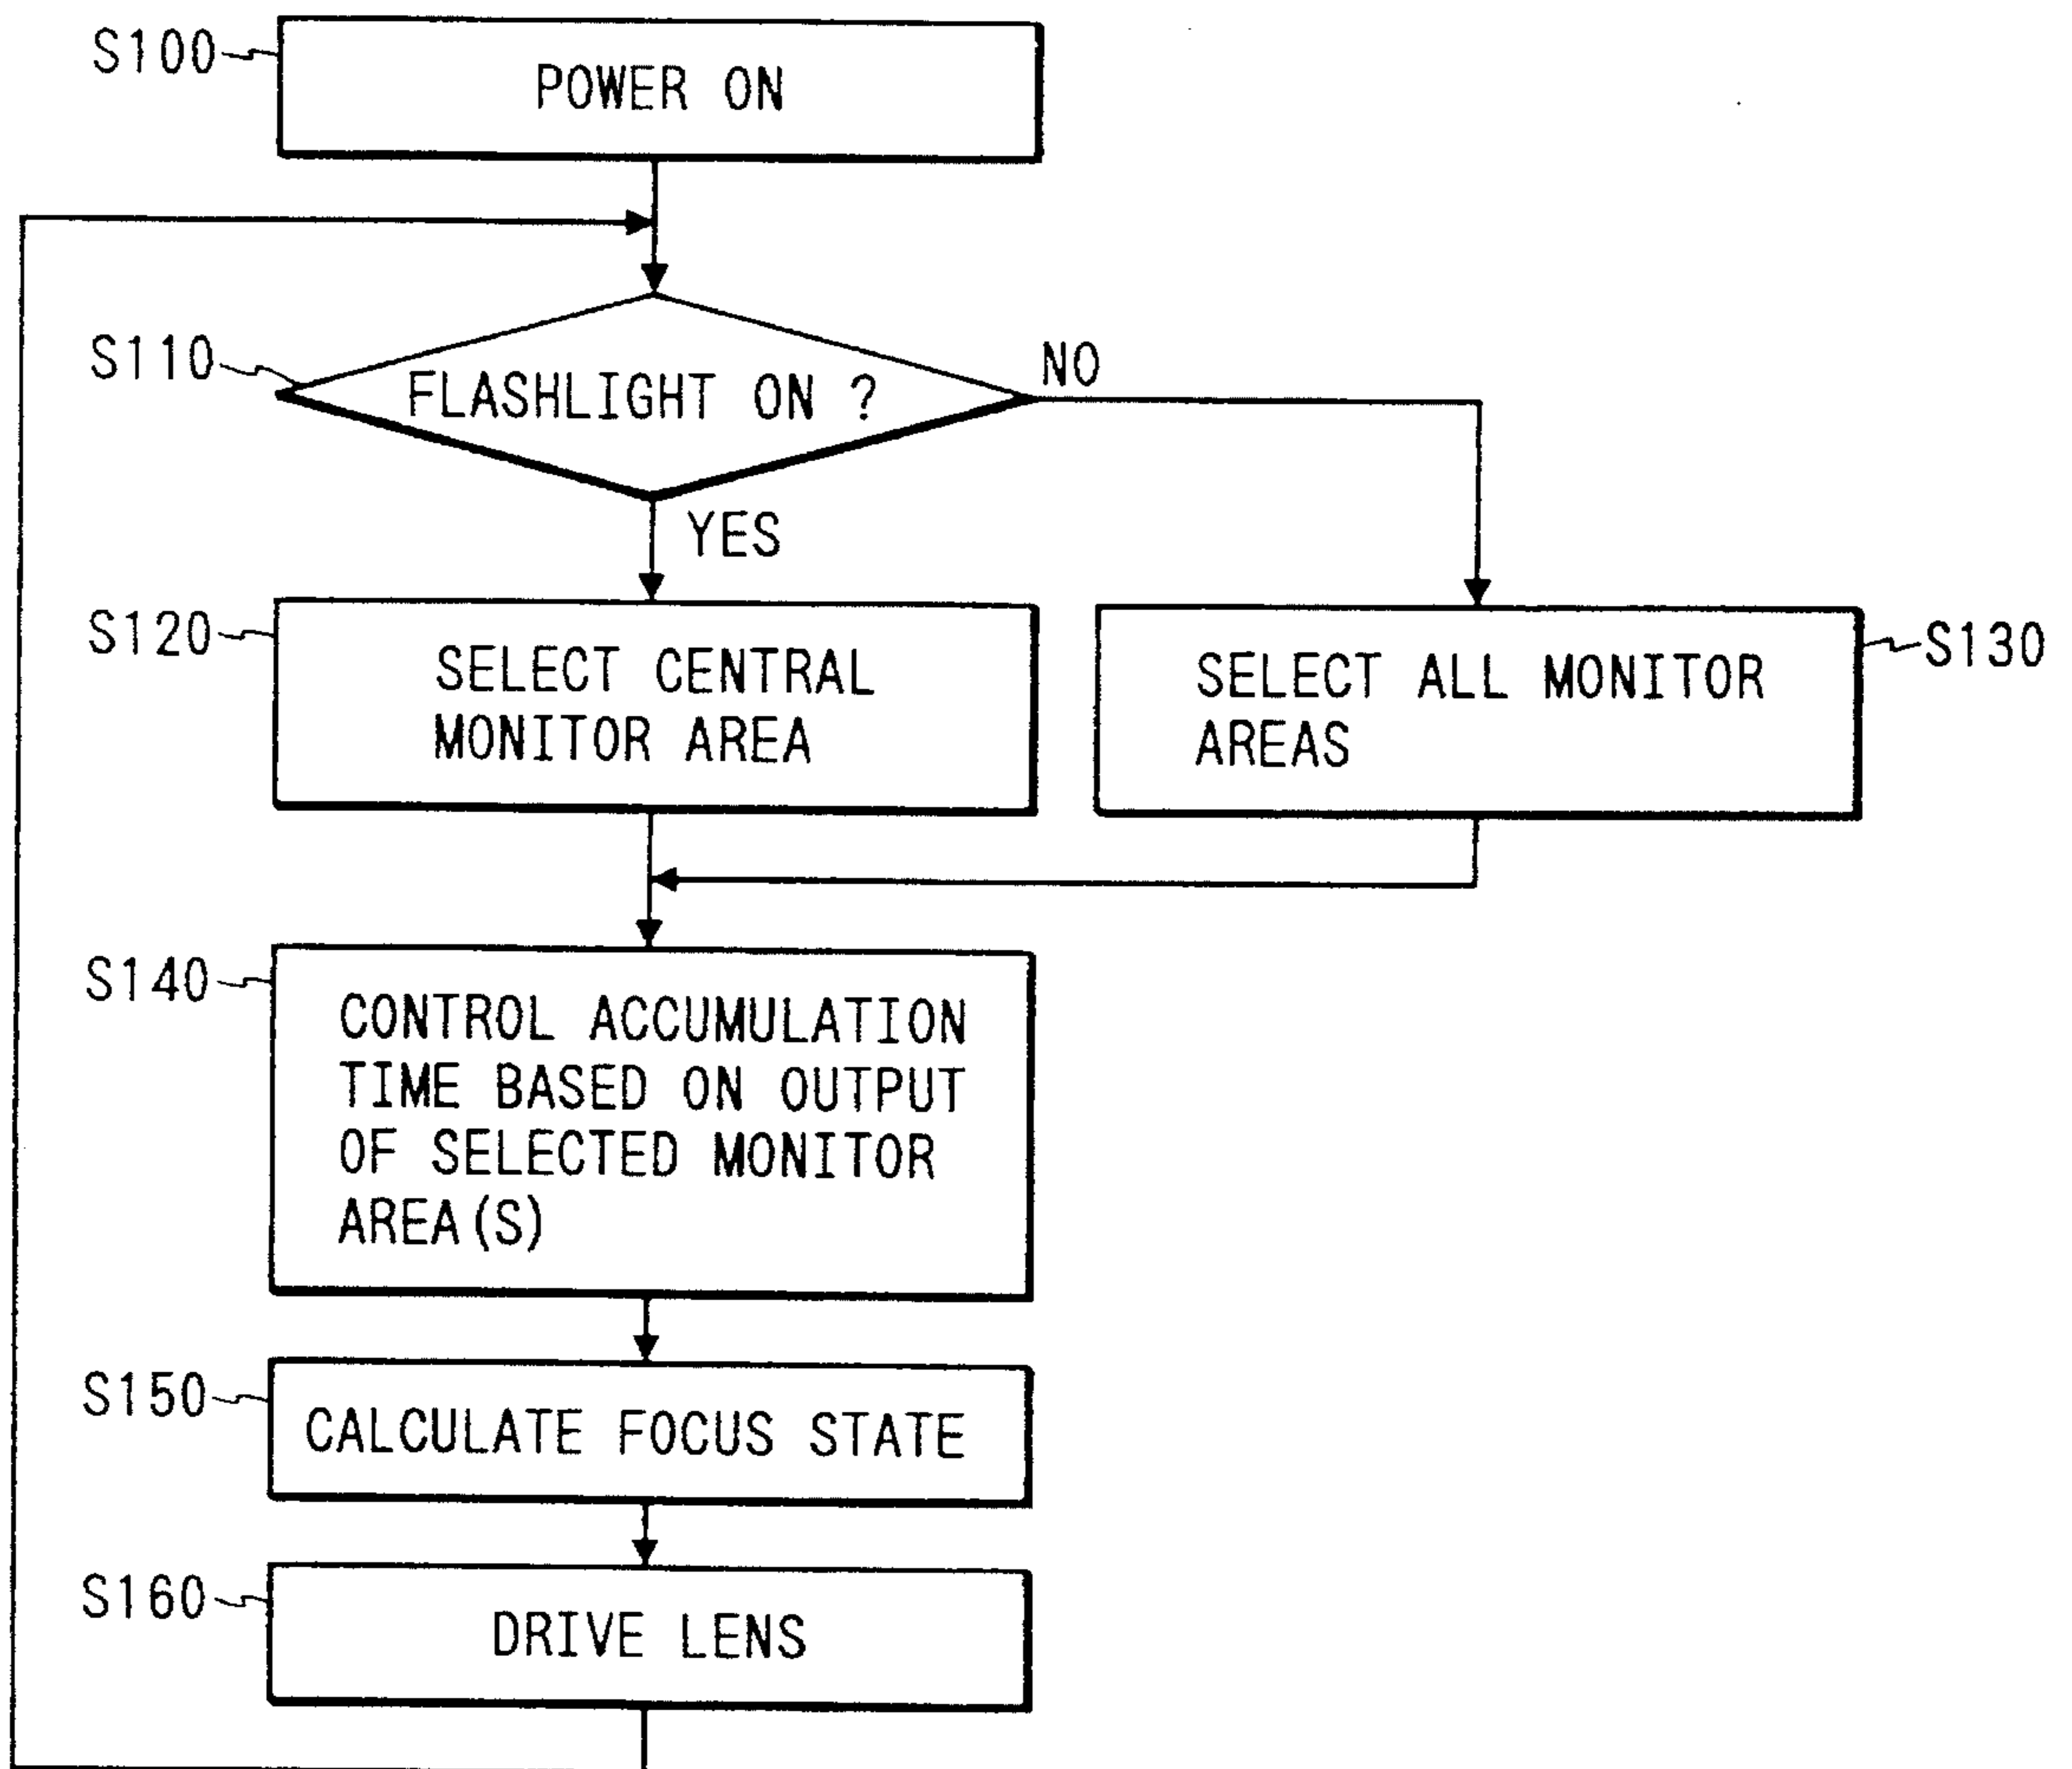 S100
POWER ON
S110
FLASHLIGHT ON ?
NO
YES
S120
SELECT CENTRAL
MONITOR AREA
SELECT ALL MONITOR
AREAS
S130
S140
CONTROL ACCUMULATION
TIME BASED ON OUTPUT
OF SELECTED MONITOR
AREA(S)
S150
CALCULATE FOCUS STATE
S160
DRIVE LENS